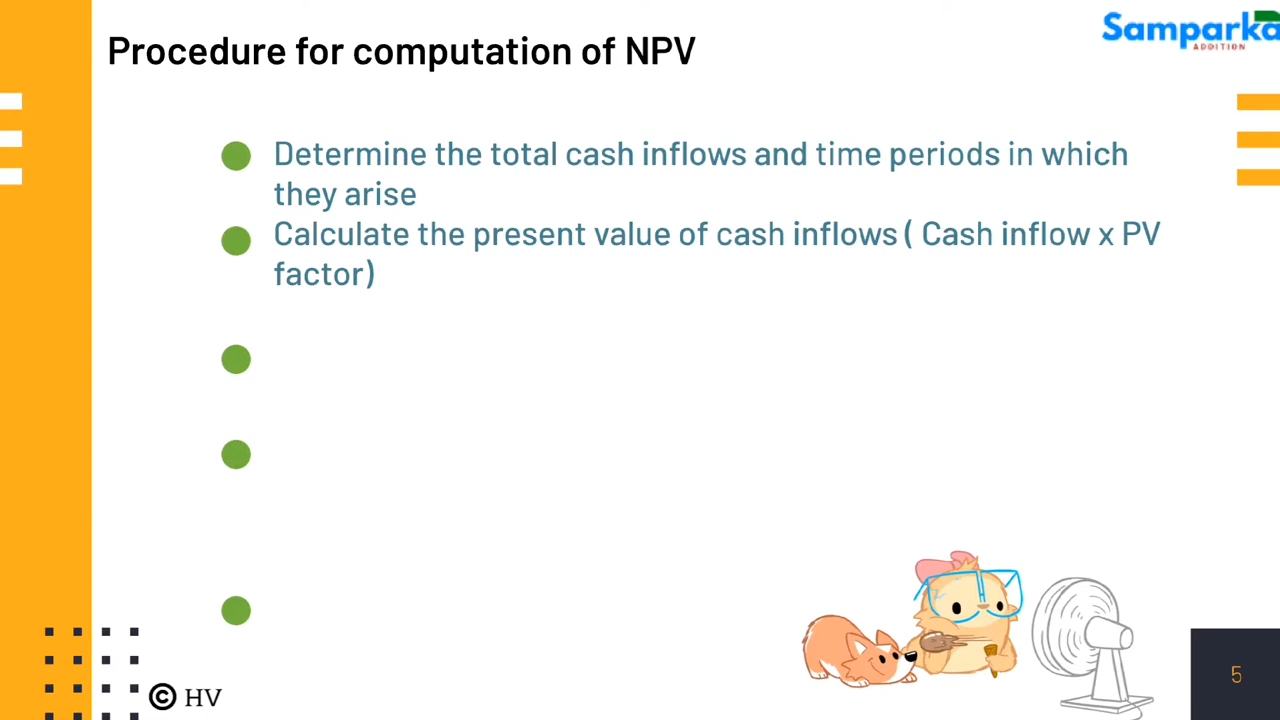 Samparka
ADDITION
Procedure for computation of NPV
Determine the total cash inflows and time periods in which
they arise
Calculate the present value of cash inflows ( Cash inflow x PV
factor)
5
© HV